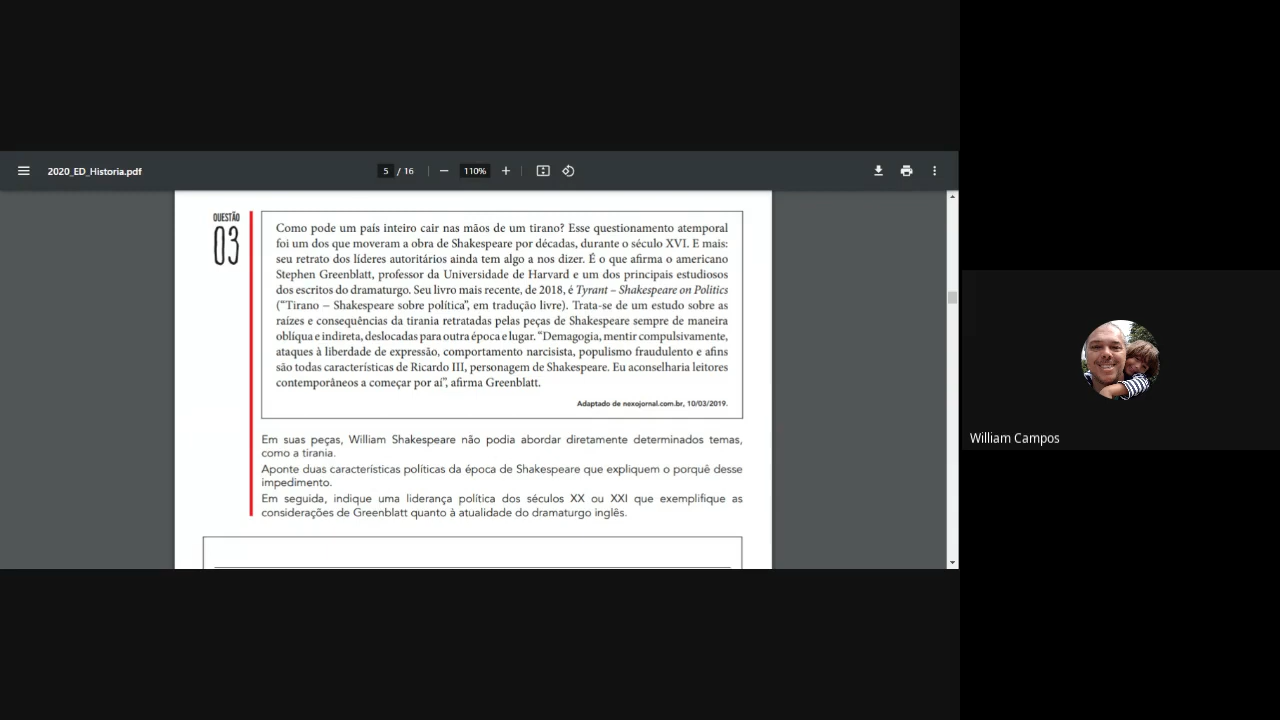 2020_ED_Historia.pdf
5 / 16
110%
QUESTÃO
03
Como pode um país inteiro cair nas mãos de um tirano? Esse questionamento atemporal
foi um dos que moveram a obra de Shakespeare por décadas, durante o século XVI. E mais:
seu retrato dos líderes autoritários ainda tem algo a nos dizer. É o que afirma o americano
Stephen Greenblatt, professor da Universidade de Harvard e um dos principais estudiosos
dos escritos do dramaturgo. Seu livro mais recente, de 2018, é Tyrant – Shakespeare on Politics
(“Tirano – Shakespeare sobre política”, em tradução livre). Trata-se de um estudo sobre as
raízes e consequências da tirania retratadas pelas peças de Shakespeare sempre de maneira
oblíqua e indireta, deslocadas para outra época e lugar. “Demagogia, mentir compulsivamente,
ataques à liberdade de expressão, comportamento narcisista, populismo fraudulento e afins
são todas características de Ricardo III, personagem de Shakespeare. Eu aconselharia leitores
contemporâneos a começar por aí”, afirma Greenblatt.
Adaptado de nexojornal.com.br, 10/03/2019.
Em suas peças, William Shakespeare não podia abordar diretamente determinados temas,
como a tirania.
Aponte duas características políticas da época de Shakespeare que expliquem o porquê desse
impedimento.
Em seguida, indique uma liderança política dos séculos XX ou XXI que exemplifique as
considerações de Greenblatt quanto à atualidade do dramaturgo inglês.
William Campos